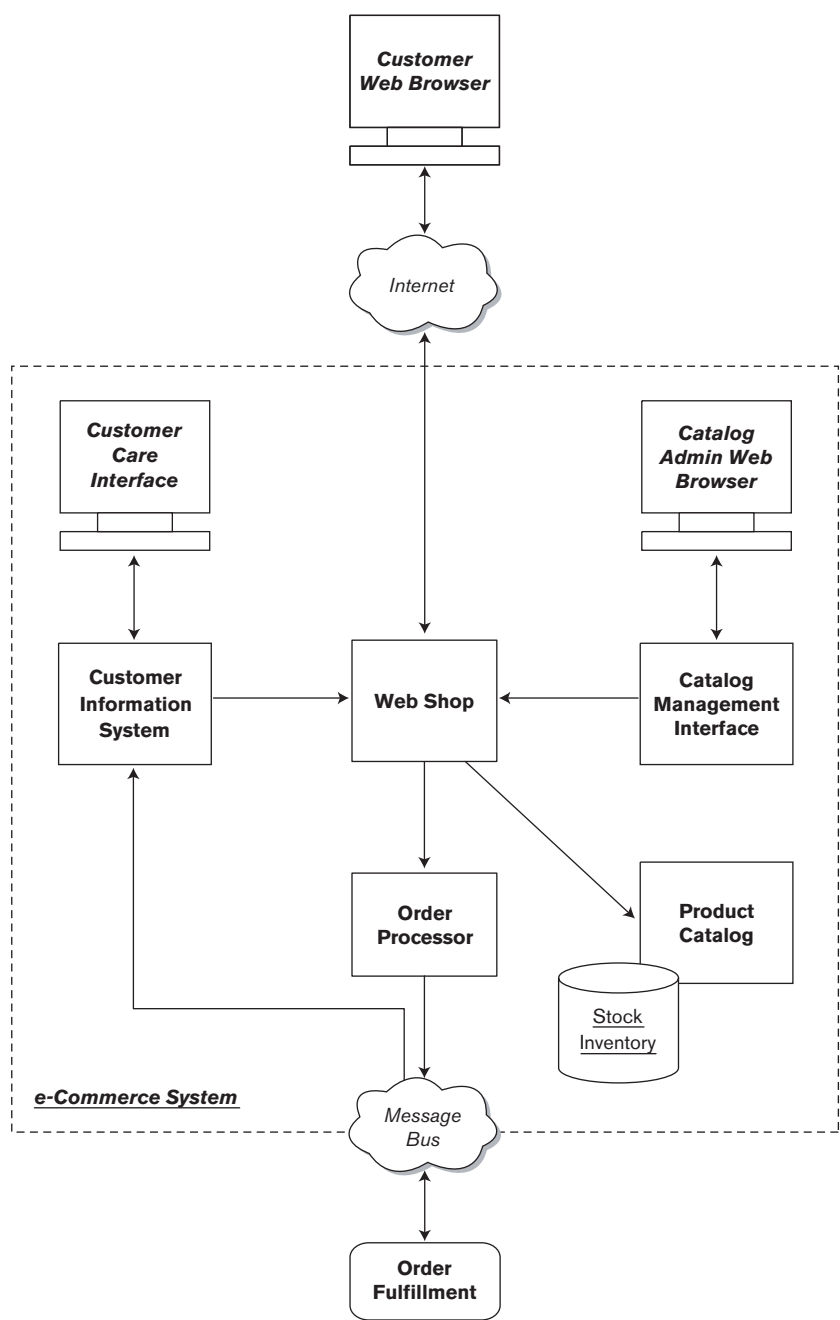 Customer
Web Browser
Internet
Customer
Care
Interface
Catalog
Admin Web
Browser
Customer
Information
System
Web Shop
Catalog
Management
Interface
Order
Processor
Product
Catalog
Stock
Inventory
e-Commerce System
Message
Bus
Order
Fulfillment